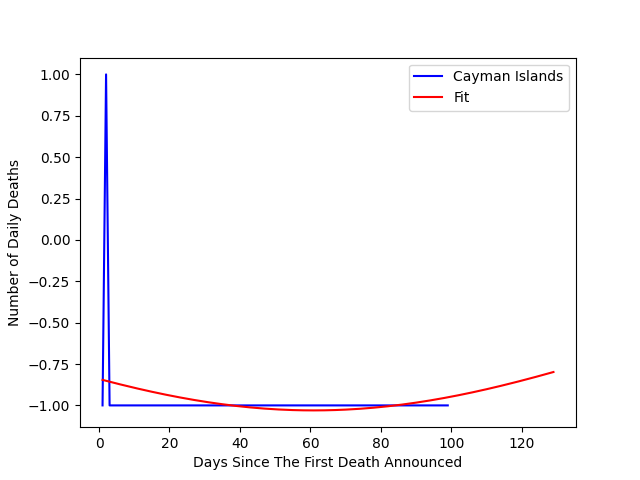 Cayman Islands
Fit
1.00
0.75
0.50
0.25
0.00
−0.25
−0.50
−0.75
−1.00
Number of Daily Deaths
0 20 40 60 80 100 120
Days Since The First Death Announced